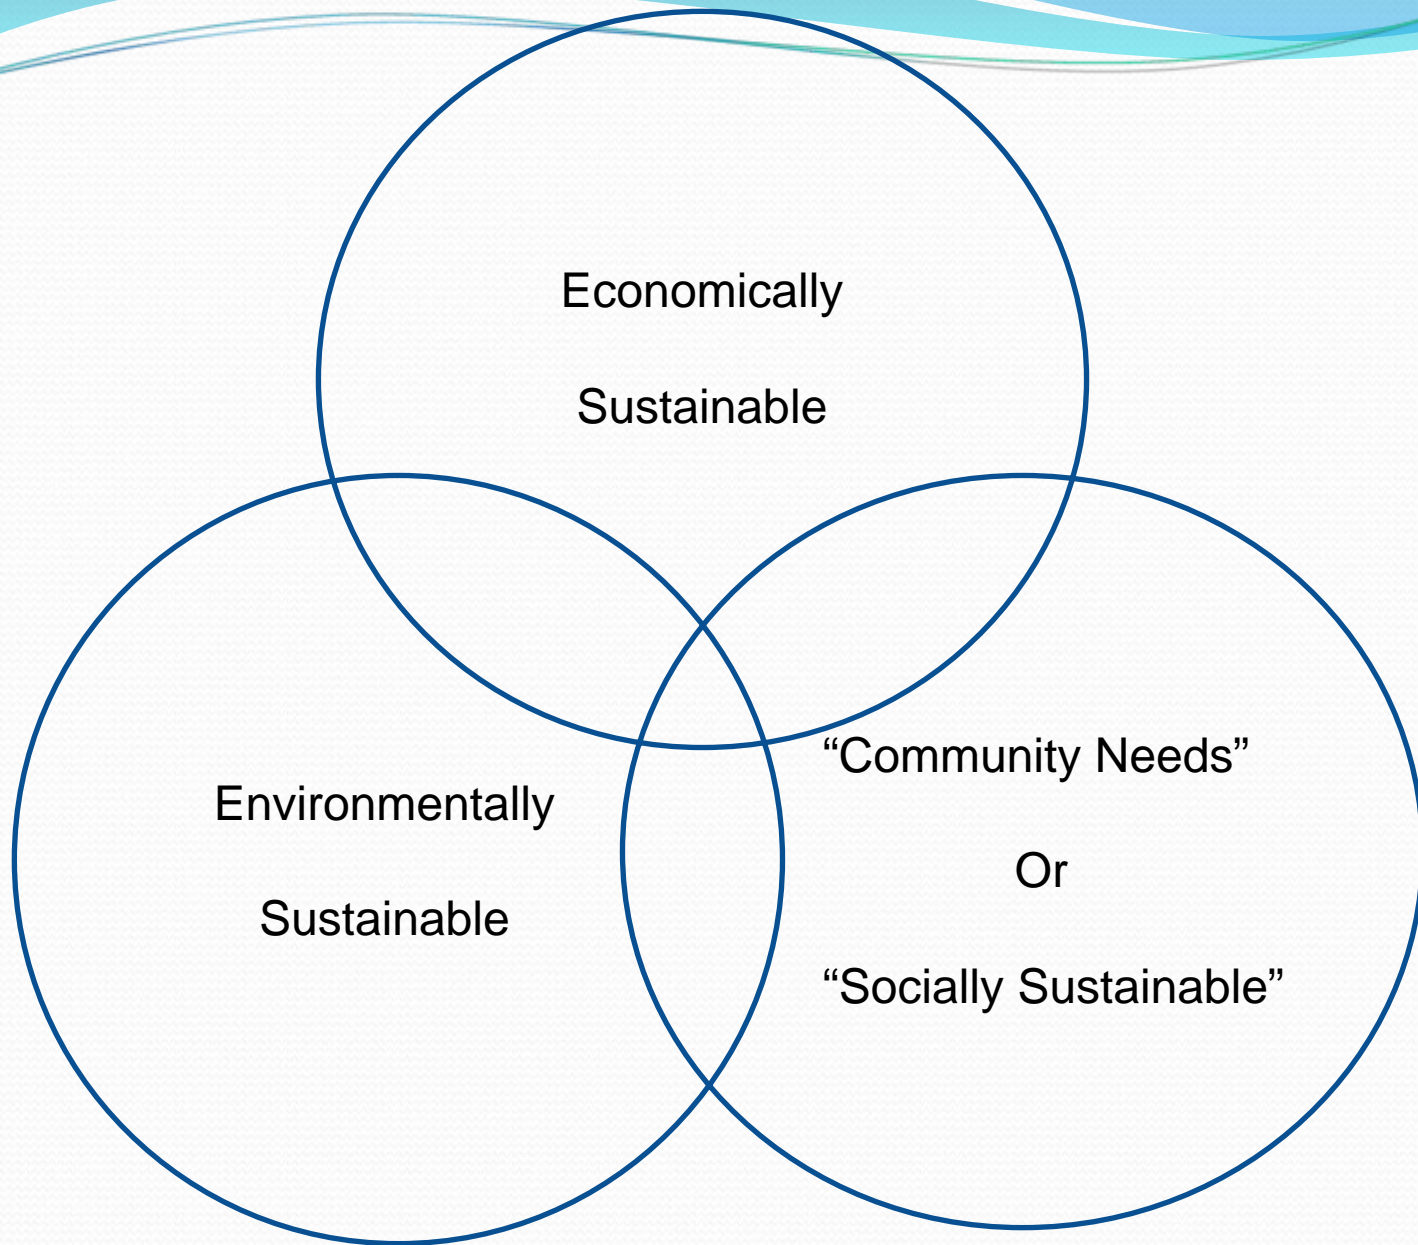 Economically
Sustainable
Environmentally
Sustainable
“Community Needs”
Or
“Socially Sustainable”